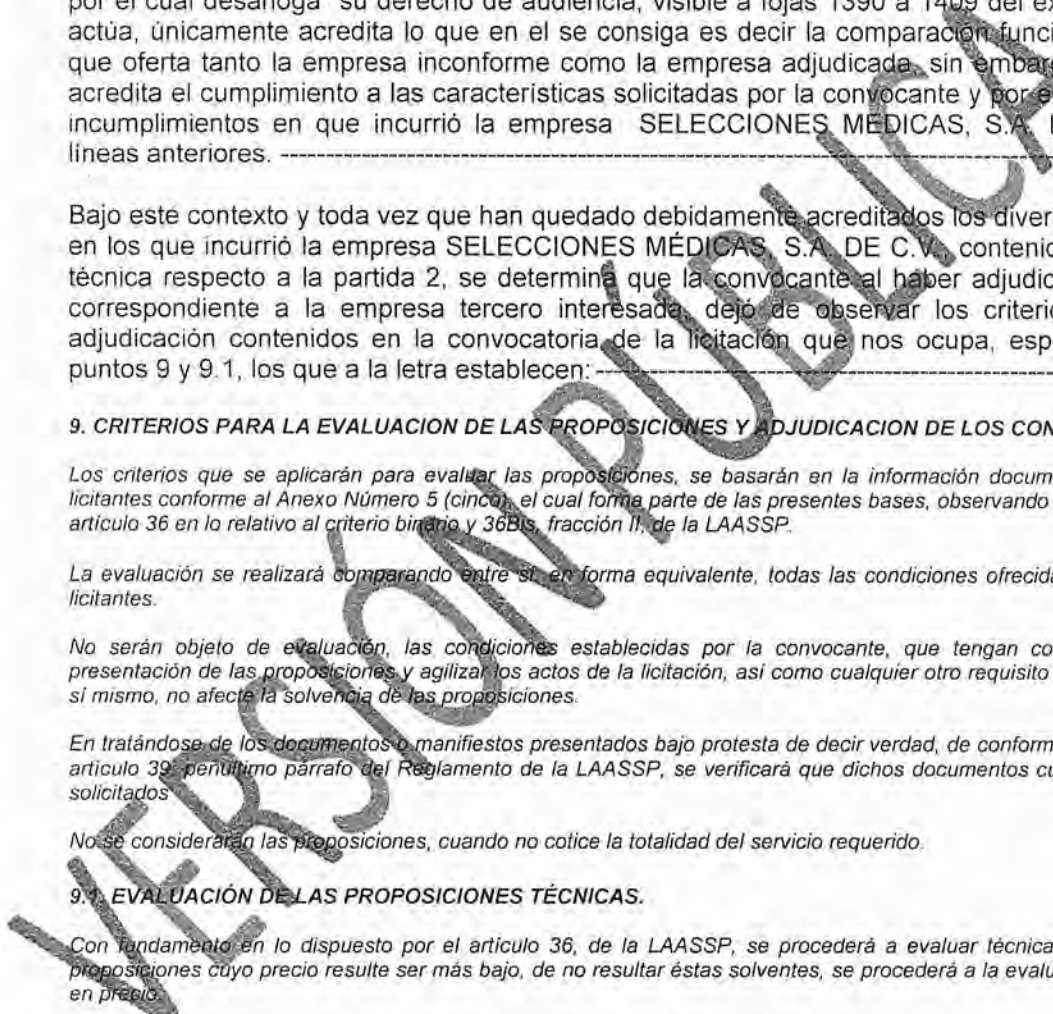 por el cual desahoga su derecho de audiencia, visible a fojas 1390 a 1409 del ex
actúa, únicamente acredita lo que en el se consiga es decir la comparación funci
que oferta tanto la empresa inconforme como la empresa adjudicada, sin embar
acredita el cumplimiento a las características solicitadas por la convocante y por e
incumplimientos en que incurrió la empresa SELECCIONES MÉDICAS, S.A.
líneas anteriores. ---
Bajo este contexto y toda vez que han quedado debidamente acreditados los diver
en los que incurrió la empresa SELECCIONES MÉDICAS, S.A. DE C.V., contenid
técnica respecto a la partida 2, se determina que la convocante al haber adjudic
correspondiente a la empresa tercero interesada, dejó de observar los criterio
adjudicación contenidos en la convocatoria de la licitación que nos ocupa, esp
puntos 9 y 9.1, los que a la letra establecen: ---
9. CRITERIOS PARA LA EVALUACION DE LAS PROPOSICIONES Y ADJUDICACION DE LOS CON
Los criterios que se aplicarán para evaluar las proposiciones, se basarán en la información docum
licitantes conforme al Anexo Número 5 (cinco), el cual forma parte de las presentes bases, observando
artículo 36 en lo relativo al criterio binario y 36Bis, fracción II, de la LAASSP.
La evaluación se realizará comparando entre sí, en forma equivalente, todas las condiciones ofrecida
licitantes.
No serán objeto de evaluación, las condiciones establecidas por la convocante, que tengan co
presentación de las proposiciones y agilizar los actos de la licitación, así como cualquier otro requisito
sí mismo, no afecte la solvencia de las proposiciones.
En tratándose de los documentos o manifiestos presentados bajo protesta de decir verdad, de conform
artículo 39, penúltimo párrafo del Reglamento de la LAASSP, se verificará que dichos documentos cu
solicitados
No se considerarán las proposiciones, cuando no cotice la totalidad del servicio requerido.
9.1. EVALUACIÓN DE LAS PROPOSICIONES TÉCNICAS.
Con fundamento en lo dispuesto por el artículo 36, de la LAASSP, se procederá a evaluar técnica
proposiciones cuyo precio resulte ser más bajo, de no resultar éstas solventes, se procederá a la evalu
en precio.
VERSIÓN PÚBLICA